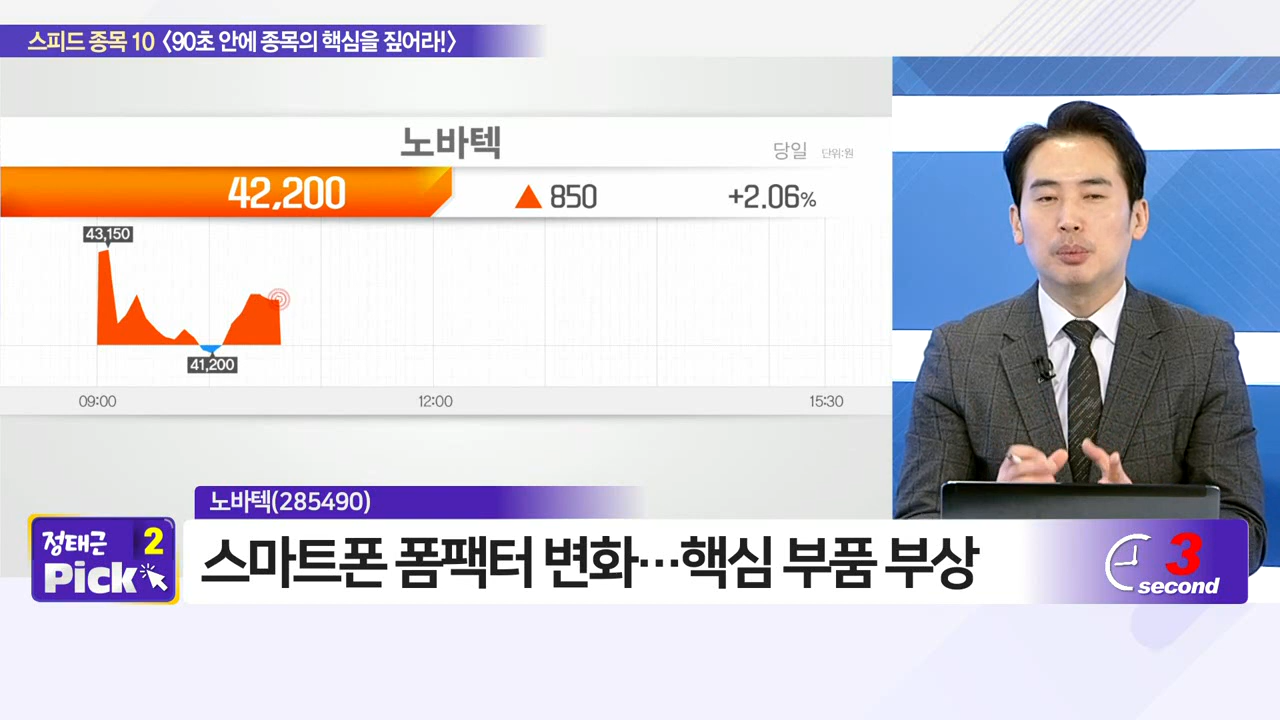 스피드 종목 10 <90초 안에 종목의 핵심을 짚어라!>
노바텍
당일 단위:원
42,200 ▲ 850 +2.06%
43,150
41,200
09:00 12:00 15:30
노바텍(285490)
정태근 2
Pick
스마트폰 폼팩터 변화…핵심 부품 부상
3
second